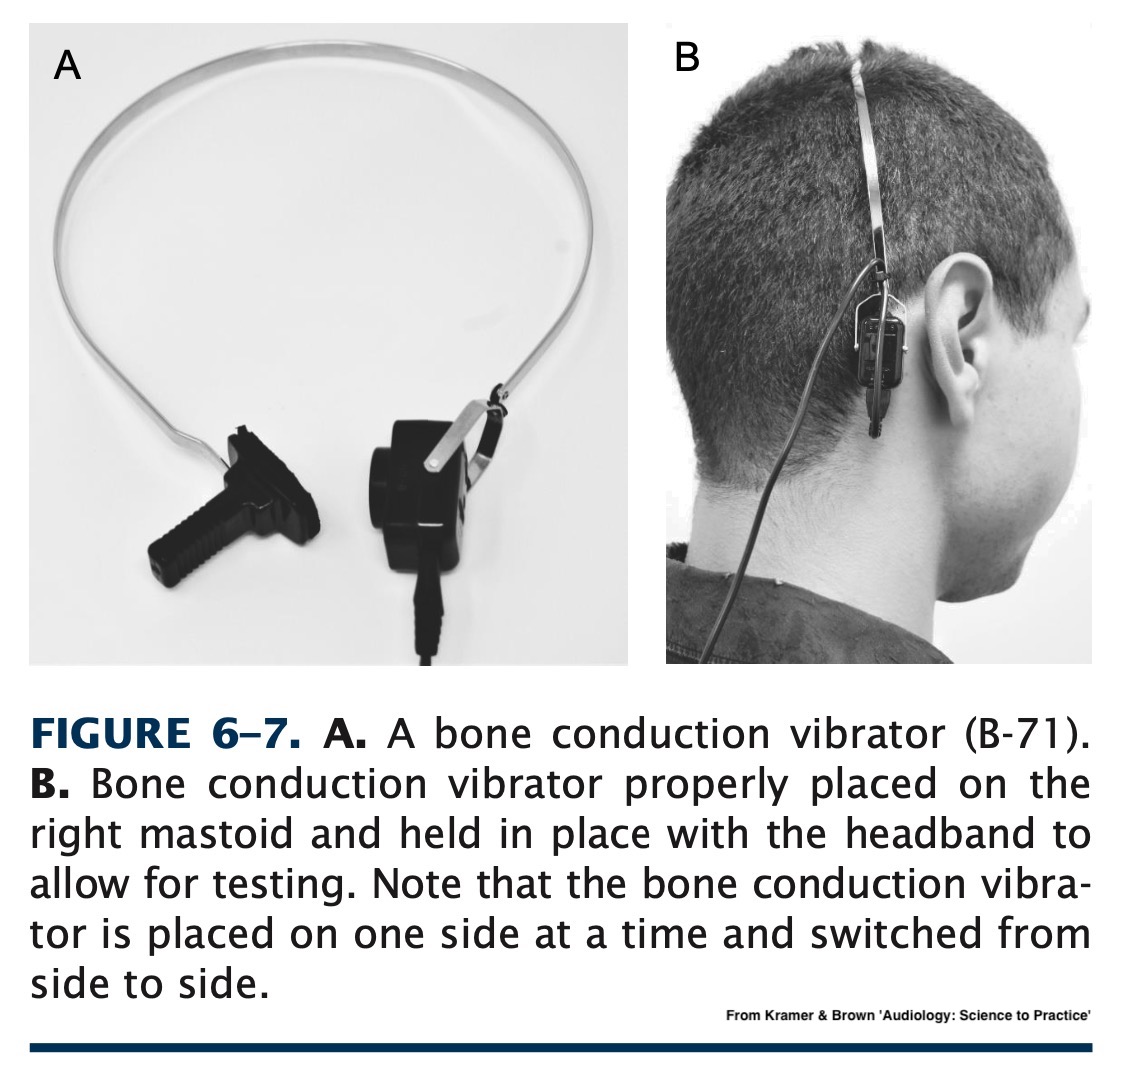 A
B
FIGURE 6–7. A. A bone conduction vibrator (B-71).
B. Bone conduction vibrator properly placed on the
right mastoid and held in place with the headband to
allow for testing. Note that the bone conduction vibra-
tor is placed on one side at a time and switched from
side to side.
From Kramer & Brown 'Audiology: Science to Practice'